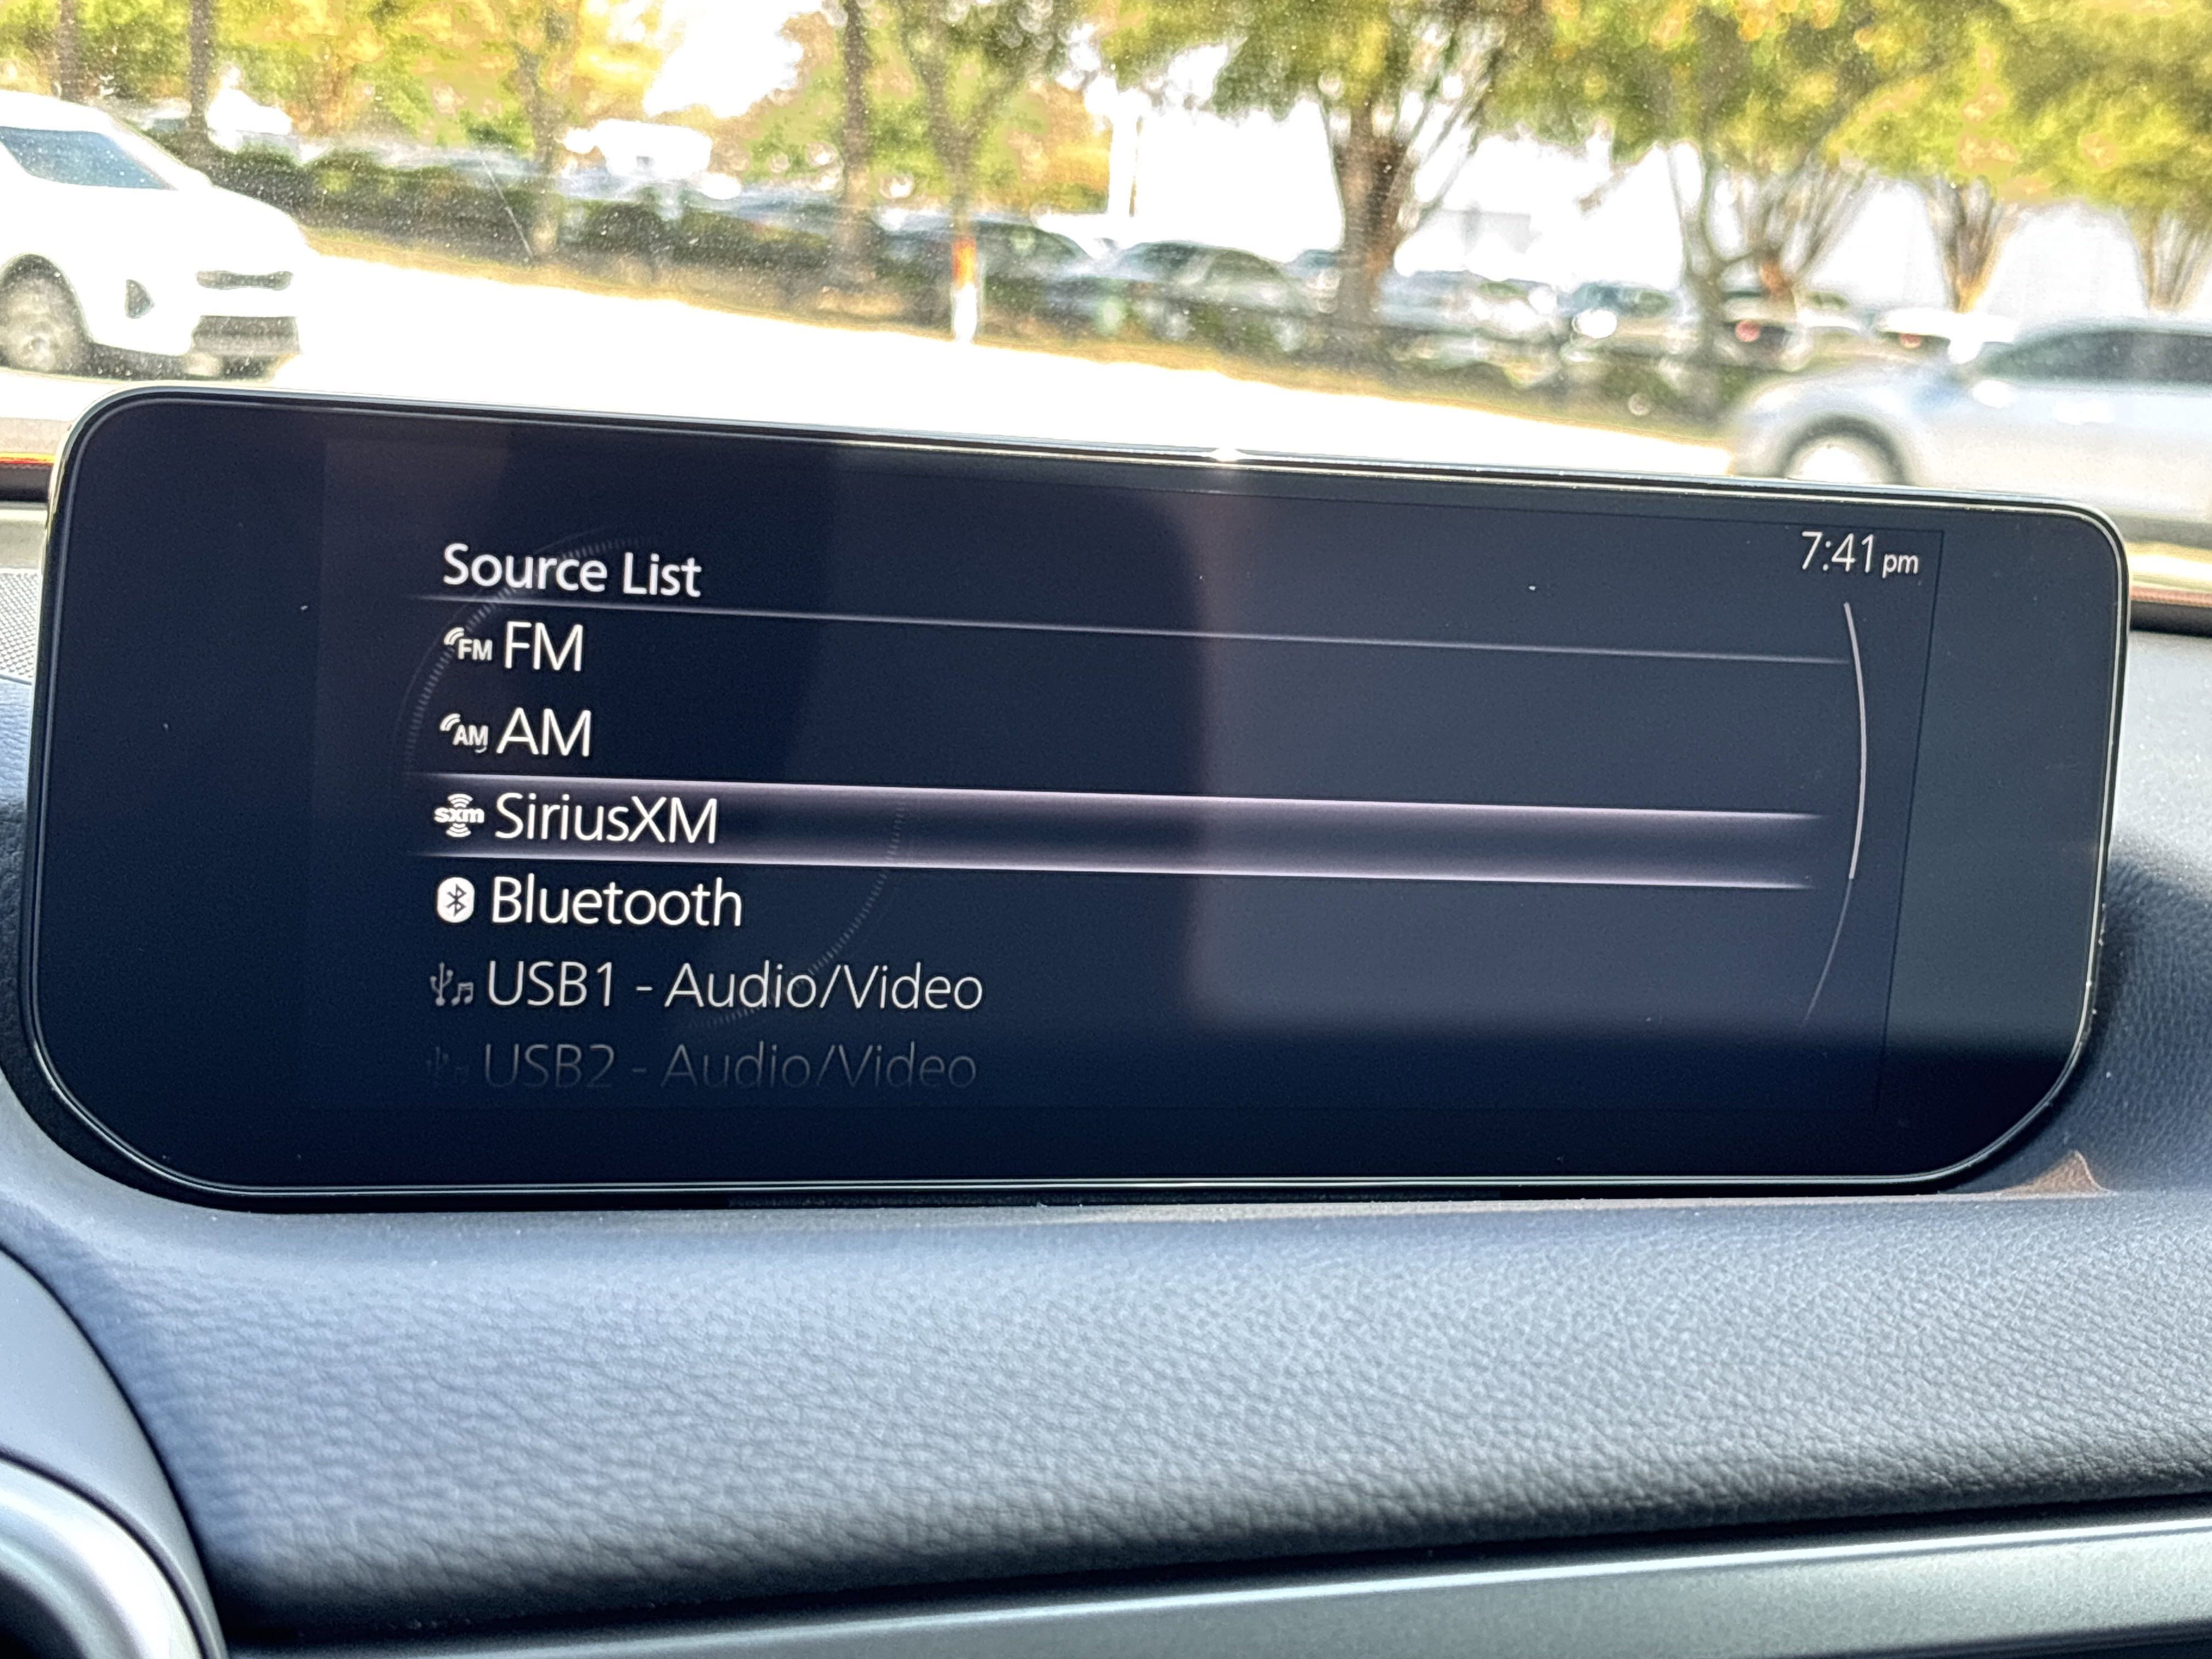 Source List
7:41 pm
FM FM
AM AM
sxm SiriusXM
Bluetooth
USB1 - Audio/Video
USB2 - Audio/Video